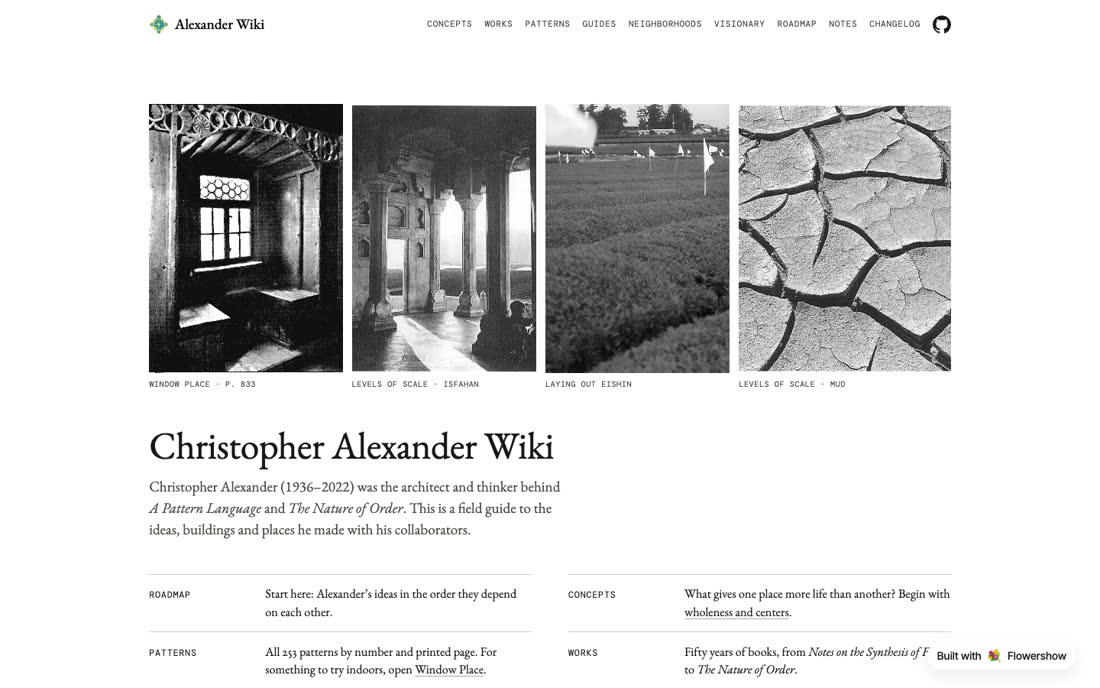 Alexander Wiki
CONCEPTS WORKS PATTERNS GUIDES NEIGHBORHOODS VISIONARY ROADMAP NOTES CHANGELOG
WINDOW PLACE · P. 833
LEVELS OF SCALE · ISFAHAN
LAYING OUT EISHIN
LEVELS OF SCALE · MUD
Christopher Alexander Wiki
Christopher Alexander (1936–2022) was the architect and thinker behind
A Pattern Language and The Nature of Order. This is a field guide to the
ideas, buildings and places he made with his collaborators.
ROADMAP
Start here: Alexander's ideas in the order they depend
on each other.
CONCEPTS
What gives one place more life than another? Begin with
wholeness and centers.
PATTERNS
All 253 patterns by number and printed page. For
something to try indoors, open Window Place.
WORKS
Fifty years of books, from Notes on the Synthesis of F
to The Nature of Order.
Built with Flowershow